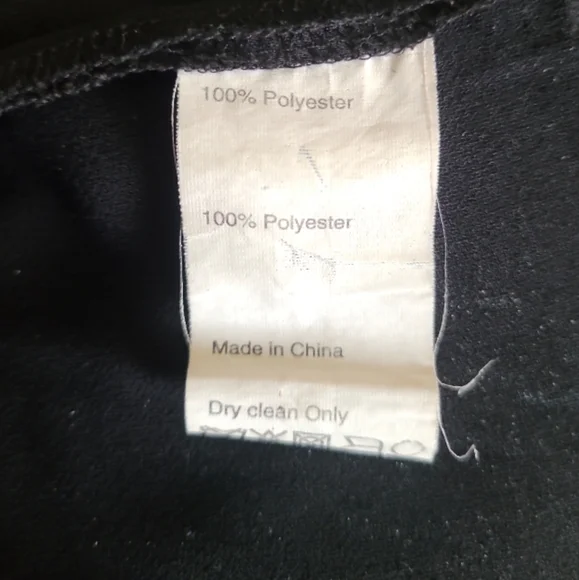 100% Polyester
100% Polyester
Made in China
Dry clean Only